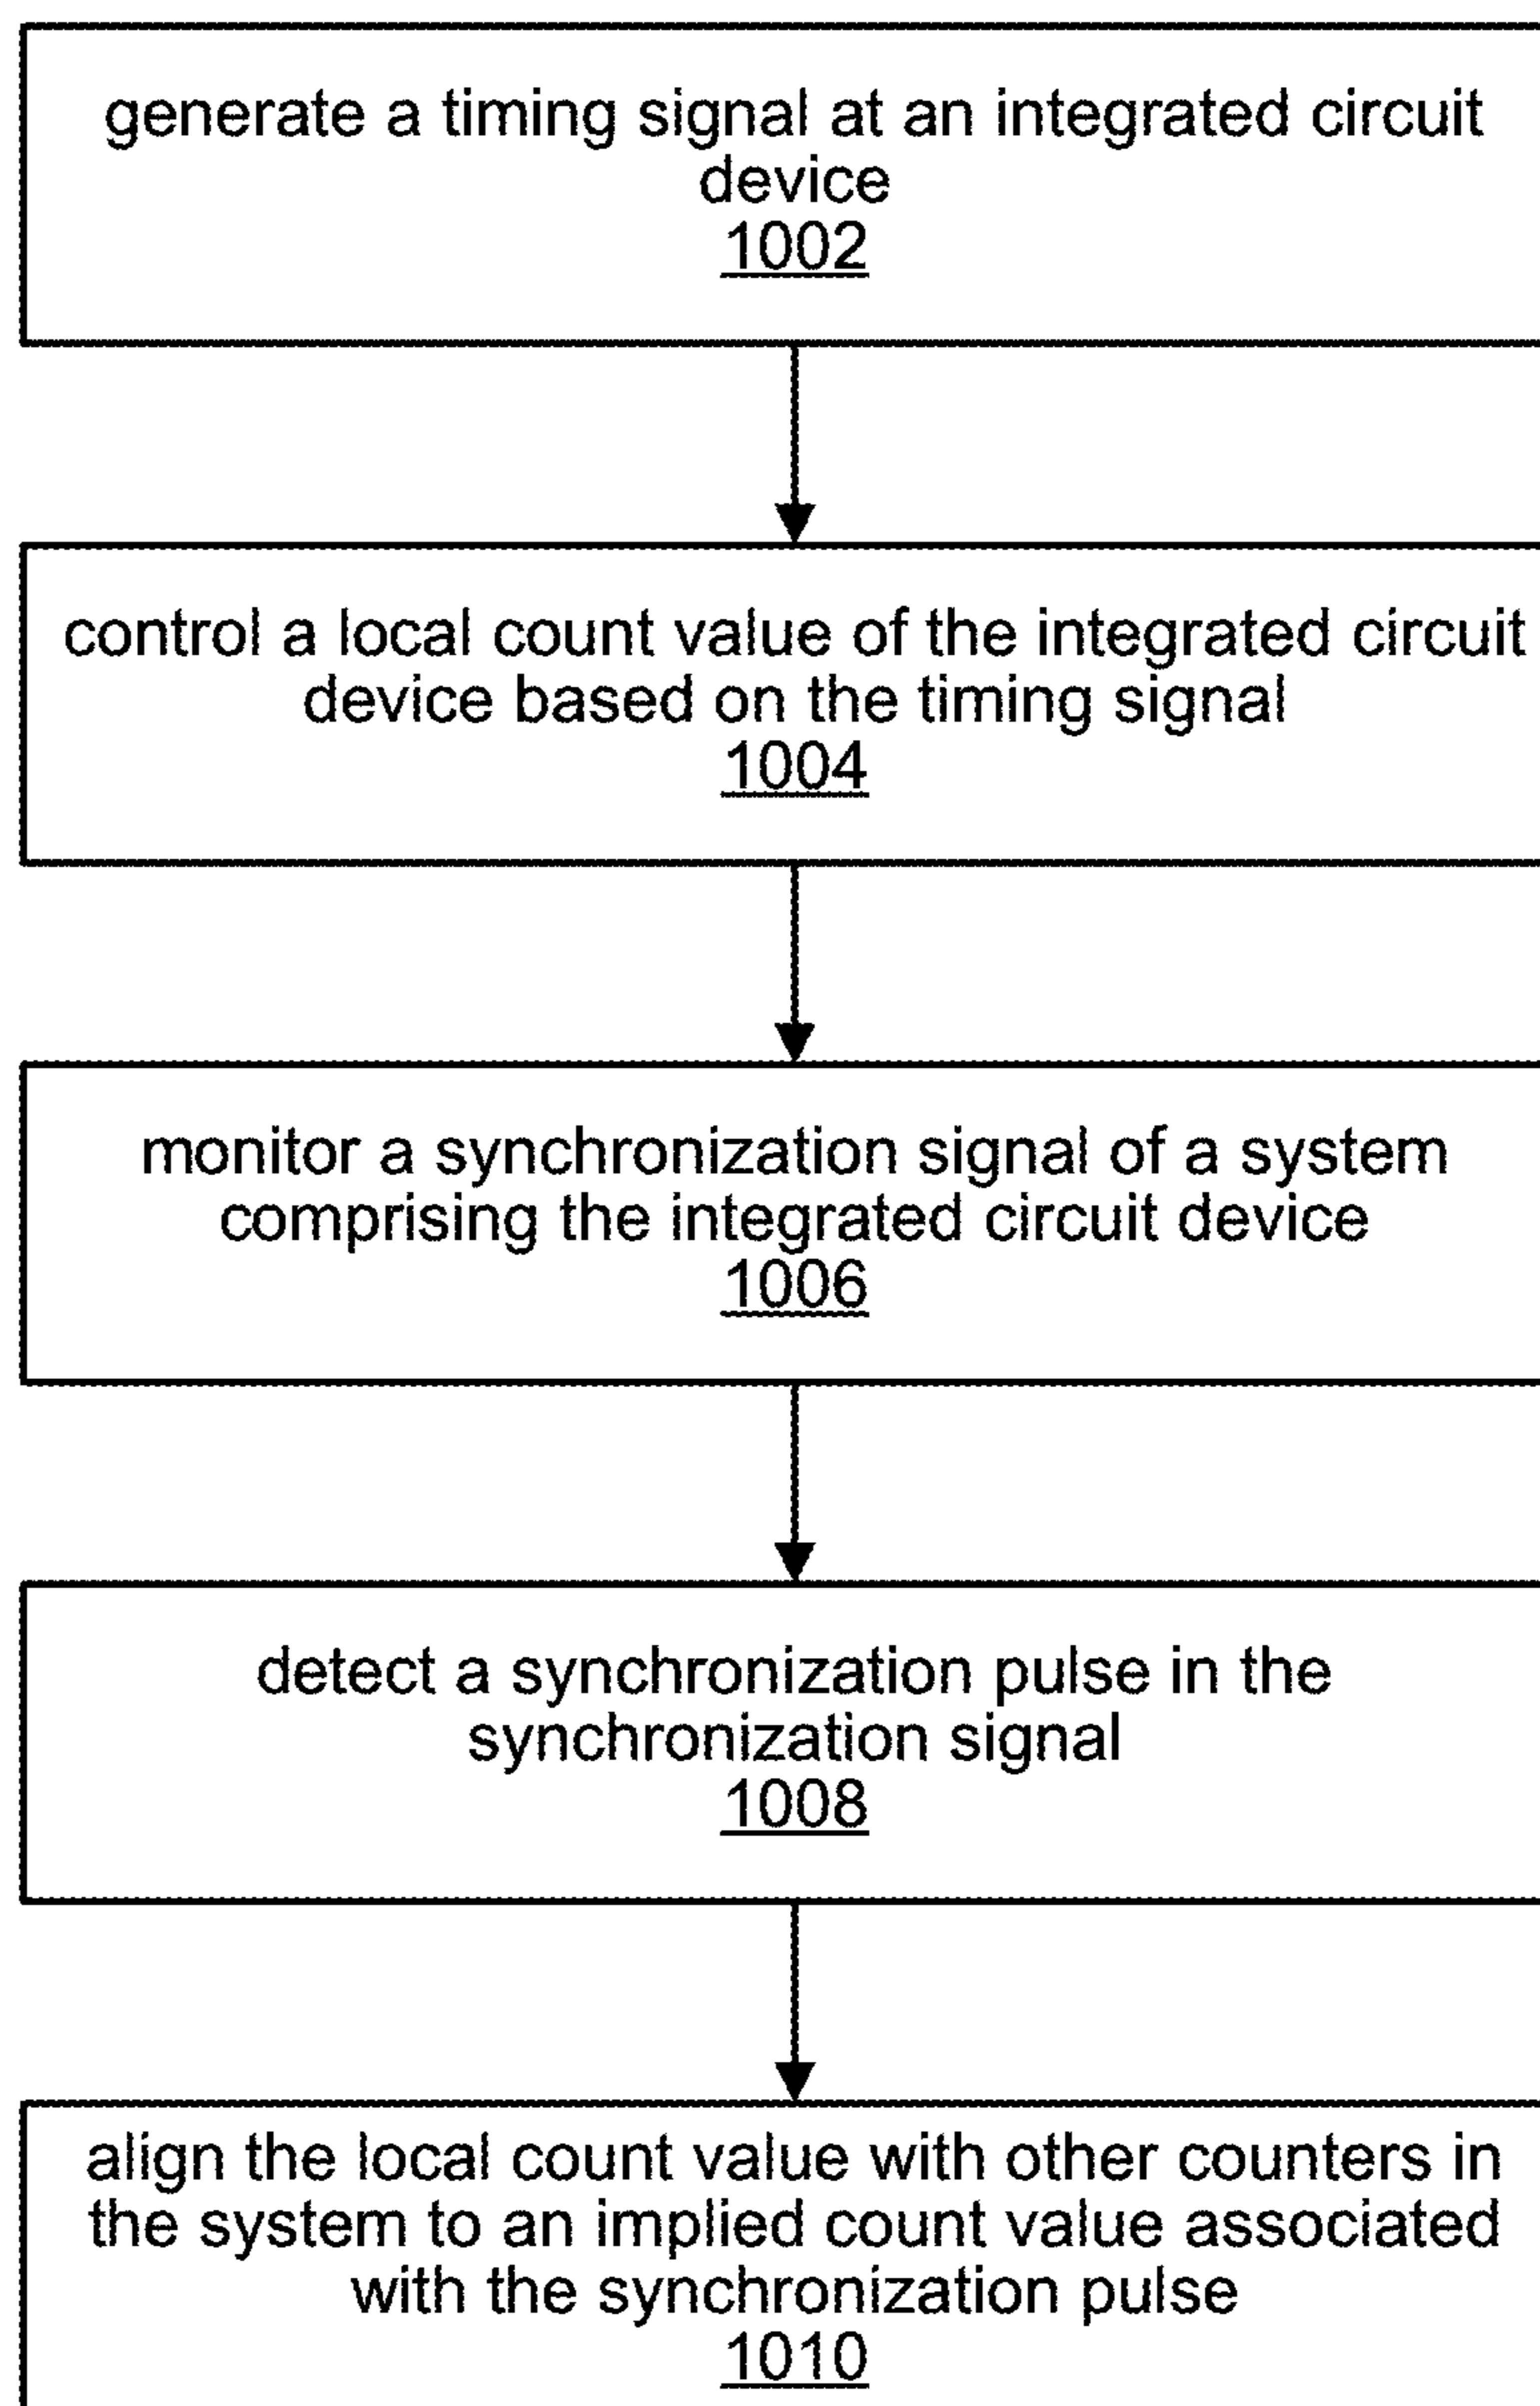 generate a timing signal at an integrated circuit
device
1002
control a local count value of the integrated circuit
device based on the timing signal
1004
monitor a synchronization signal of a system
comprising the integrated circuit device
1006
detect a synchronization pulse in the
synchronization signal
1008
align the local count value with other counters in
the system to an implied count value associated
with the synchronization pulse
1010